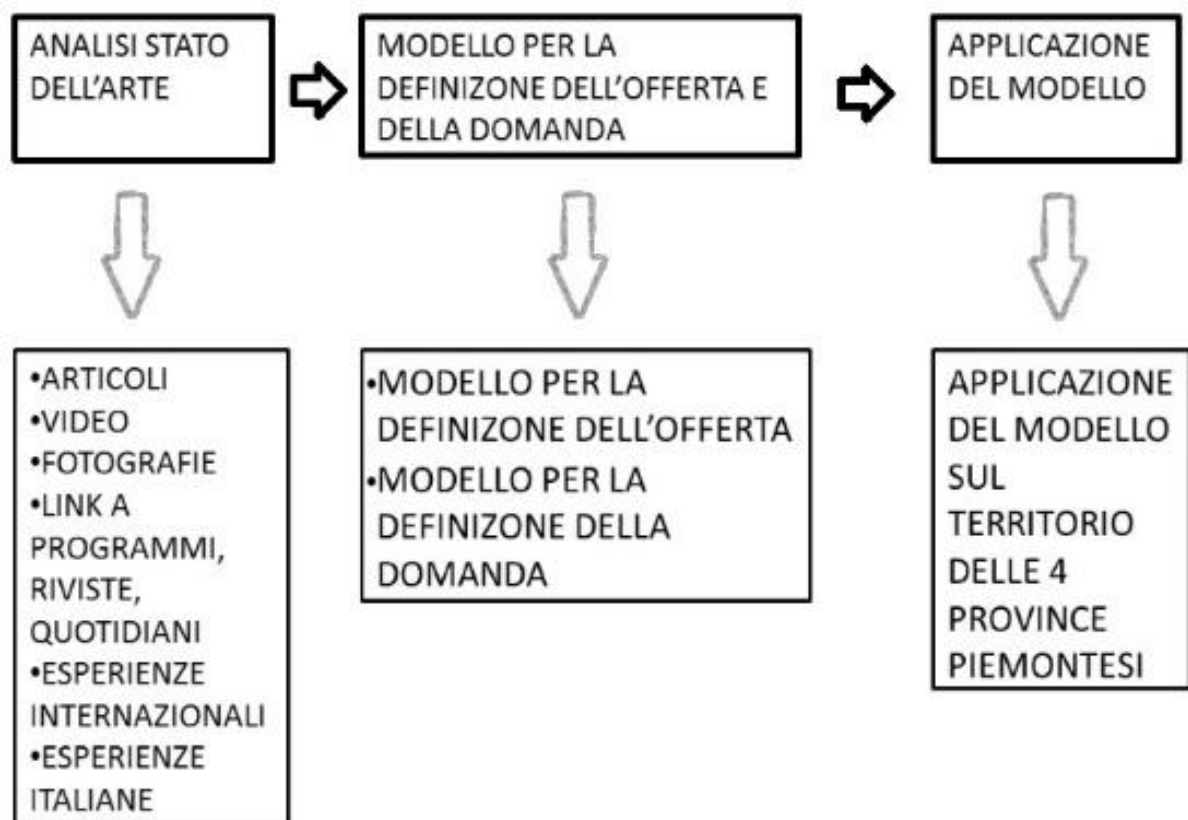 ANALISI STATO
DELL'ARTE
MODELLO PER LA
DEFINIZONE DELL'OFFERTA E
DELLA DOMANDA
APPLICAZIONE
DEL MODELLO
•ARTICOLI
•VIDEO
•FOTOGRAFIE
•LINK A
PROGRAMMI,
RIVISTE,
QUOTIDIANI
•ESPERIENZE
INTERNAZIONALI
•ESPERIENZE
ITALIANE
•MODELLO PER LA
DEFINIZONE DELL'OFFERTA
•MODELLO PER LA
DEFINIZONE DELLA
DOMANDA
APPLICAZIONE
DEL MODELLO
SUL
TERRITORIO
DELLE 4
PROVINCE
PIEMONTESI